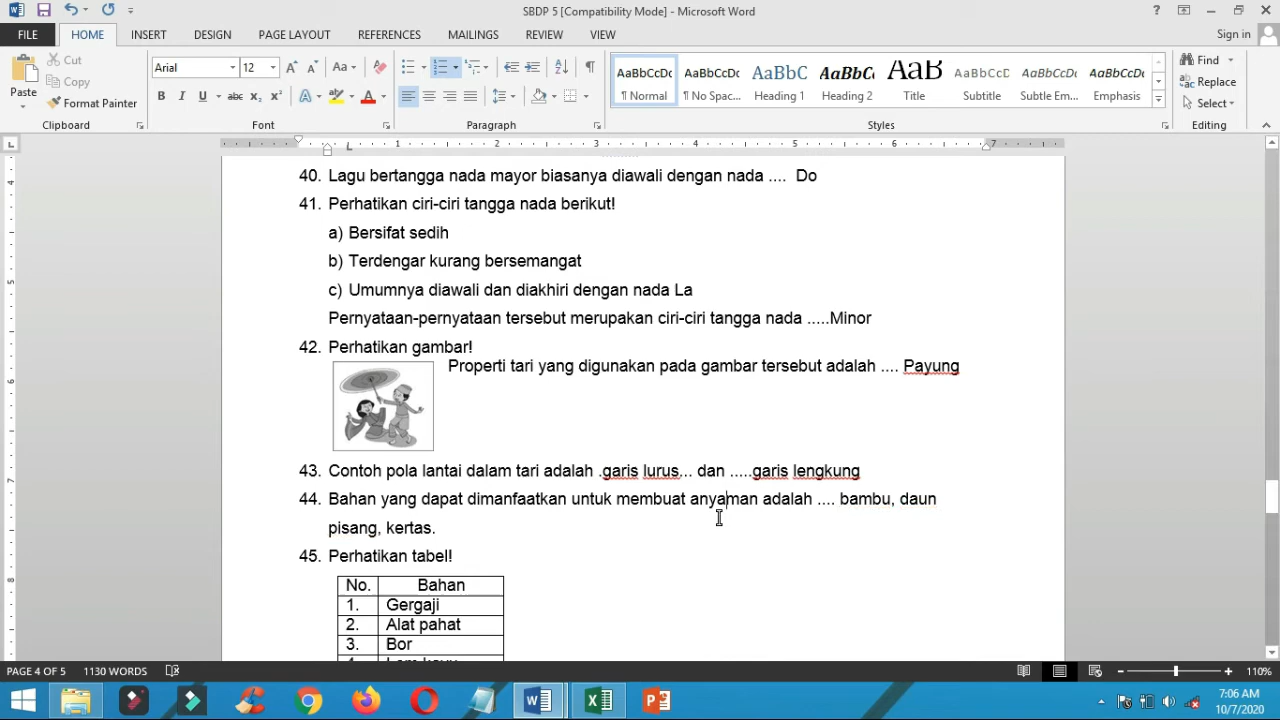 SBDP 5 [Compatibility Mode] - Microsoft Word
FILE HOME INSERT DESIGN PAGE LAYOUT REFERENCES MAILINGS REVIEW VIEW Sign in
Cut
Copy
Format Painter
Paste
Arial 12
AaBbCcDc AaBbCcDc AaBbC AaBbCc AaB AaBbCcD AaBbCcD AaBbCcD
¶ Normal ¶ No Spac... Heading 1 Heading 2 Title Subtitle Subtle Em... Emphasis
Find
Replace
Select
Clipboard Font Paragraph Styles Editing
40. Lagu bertangga nada mayor biasanya diawali dengan nada .... Do
41. Perhatikan ciri-ciri tangga nada berikut!
a) Bersifat sedih
b) Terdengar kurang bersemangat
c) Umumnya diawali dan diakhiri dengan nada La
Pernyataan-pernyataan tersebut merupakan ciri-ciri tangga nada .....Minor
42. Perhatikan gambar!
Properti tari yang digunakan pada gambar tersebut adalah .... Payung
43. Contoh pola lantai dalam tari adalah .garis lurus... dan .....garis lengkung
44. Bahan yang dapat dimanfaatkan untuk membuat anyaman adalah .... bambu, daun
pisang, kertas.
45. Perhatikan tabel!
No. Bahan
1. Gergaji
2. Alat pahat
3. Bor
PAGE 4 OF 5 1130 WORDS 110%
7:06 AM
10/7/2020